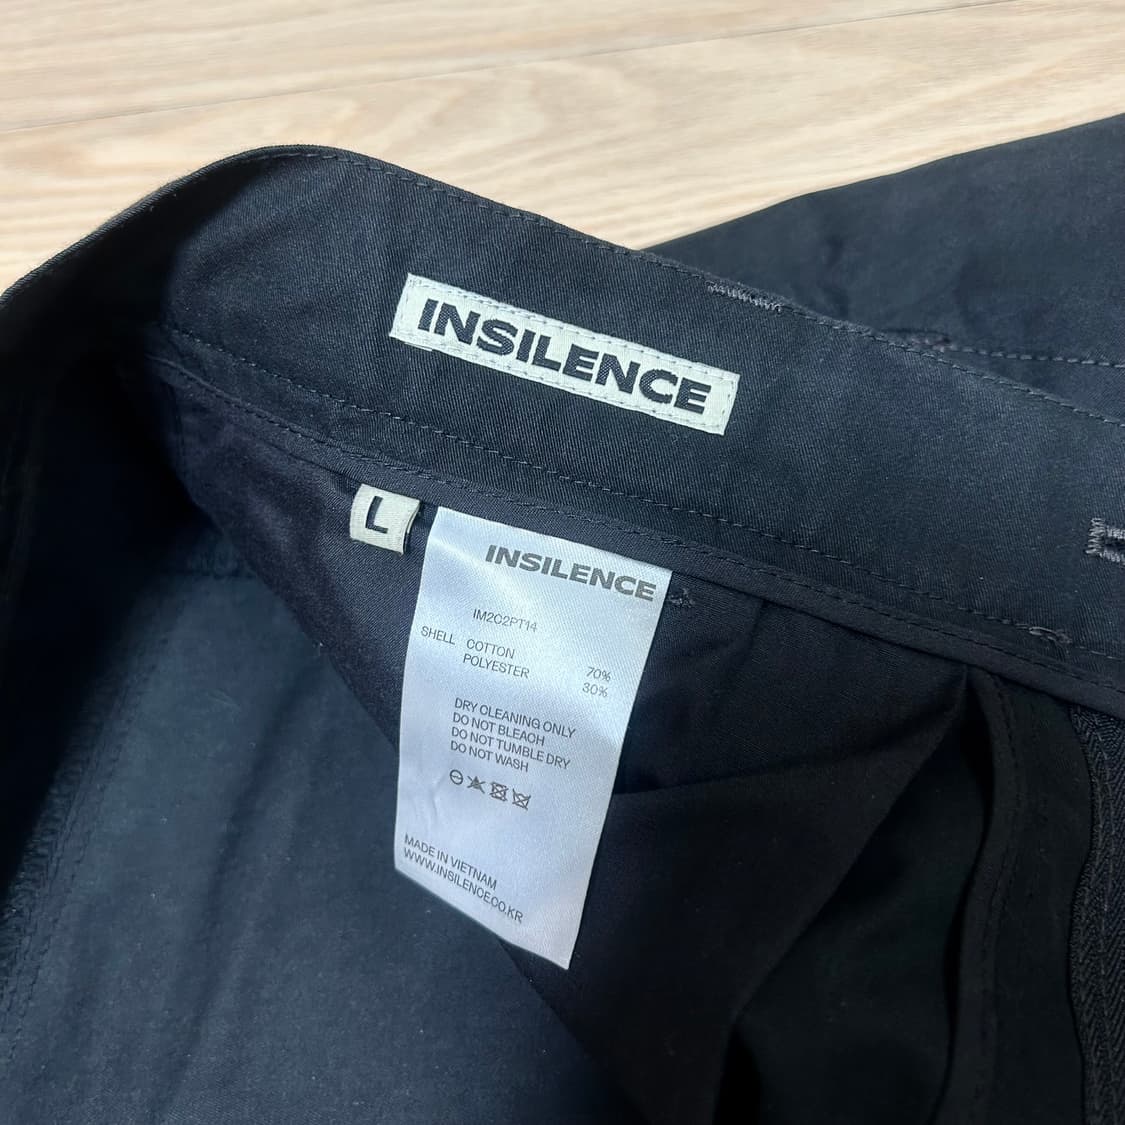 INSILENCE
L
INSILENCE
IM2C2PT14
SHELL COTTON 70%
POLYESTER 30%
DRY CLEANING ONLY
DO NOT BLEACH
DO NOT TUMBLE DRY
DO NOT WASH
MADE IN VIETNAM
WWW.INSILENCE.CO.KR